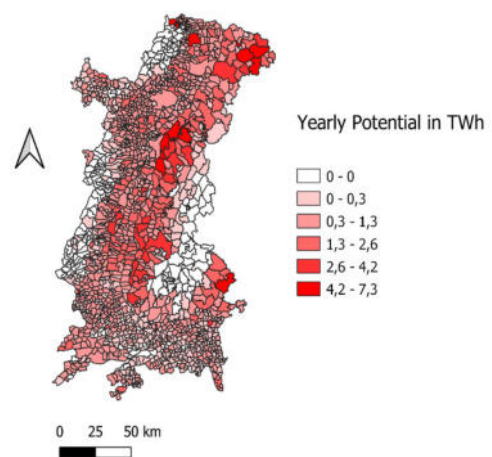 Yearly Potential in TWh
0 - 0
0 - 0,3
0,3 - 1,3
1,3 - 2,6
2,6 - 4,2
4,2 - 7,3
0 25 50 km